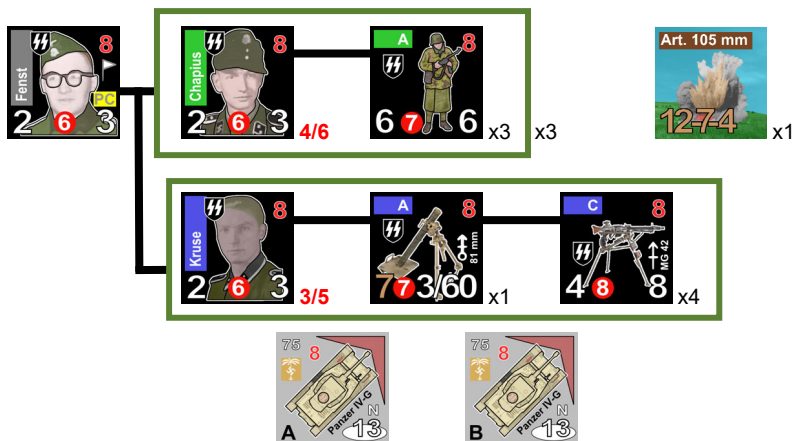 Fenst
8
PC
2 6 3
Chapius
8
2 6 3
4/6
A
8
6 7 6
x3
x3
Art. 105 mm
12-7-4
x1
Kruse
8
2 6 3
3/5
A
8
81 mm
7 7 3/60
x1
C
8
MG 42
4 8 8
x4
75
8
Panzer IV-G
N
A
13
75
8
Panzer IV-G
N
B
13